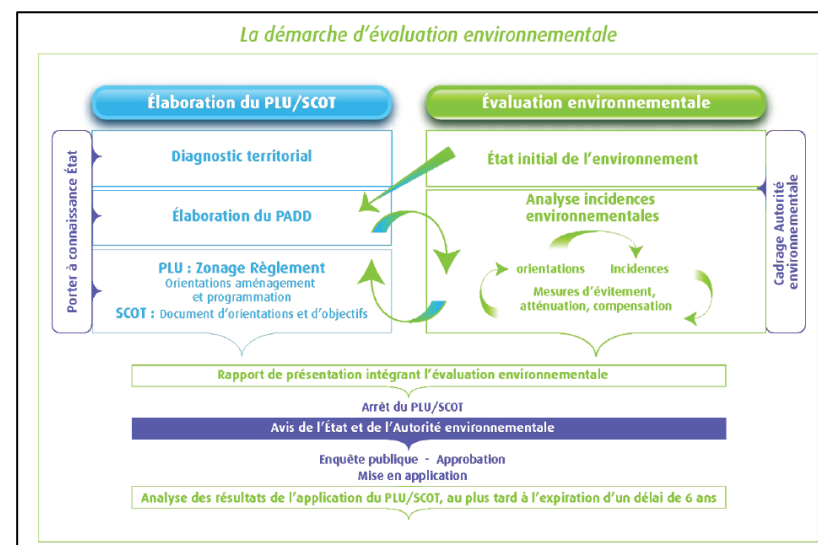 La démarche d'évaluation environnementale
Élaboration du PLU/SCOT
Évaluation environnementale
Porter à connaissance État
Diagnostic territorial
État initial de l'environnement
Élaboration du PADD
Analyse incidences
environnementales
orientations
Incidences
Mesures d'évitement,
atténuation, compensation
PLU : Zonage Règlement
Orientations aménagement
et programmation
SCOT : Document d'orientations et d'objectifs
Cadrage Autorité
environnementale
Rapport de présentation intégrant l'évaluation environnementale
Arrêt du PLU/SCOT
Avis de l'État et de l'Autorité environnementale
Enquête publique - Approbation
Mise en application
Analyse des résultats de l'application du PLU/SCOT, au plus tard à l'expiration d'un délai de 6 ans